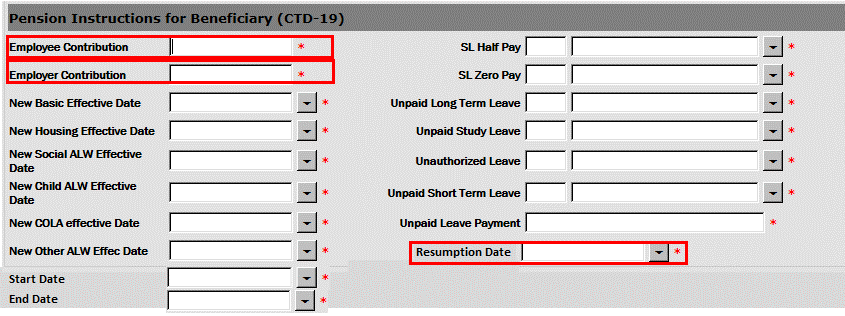 Pension Instructions for Beneficiary (CTD-19)
Employee Contribution * SL Half Pay *
Employer Contribution * SL Zero Pay *
New Basic Effective Date * Unpaid Long Term Leave *
New Housing Effective Date * Unpaid Study Leave *
New Social ALW Effective
Date * Unauthorized Leave *
New Child ALW Effective
Date * Unpaid Short Term Leave *
New COLA effective Date * Unpaid Leave Payment *
New Other ALW Effec Date * Resumption Date *
Start Date *
End Date *